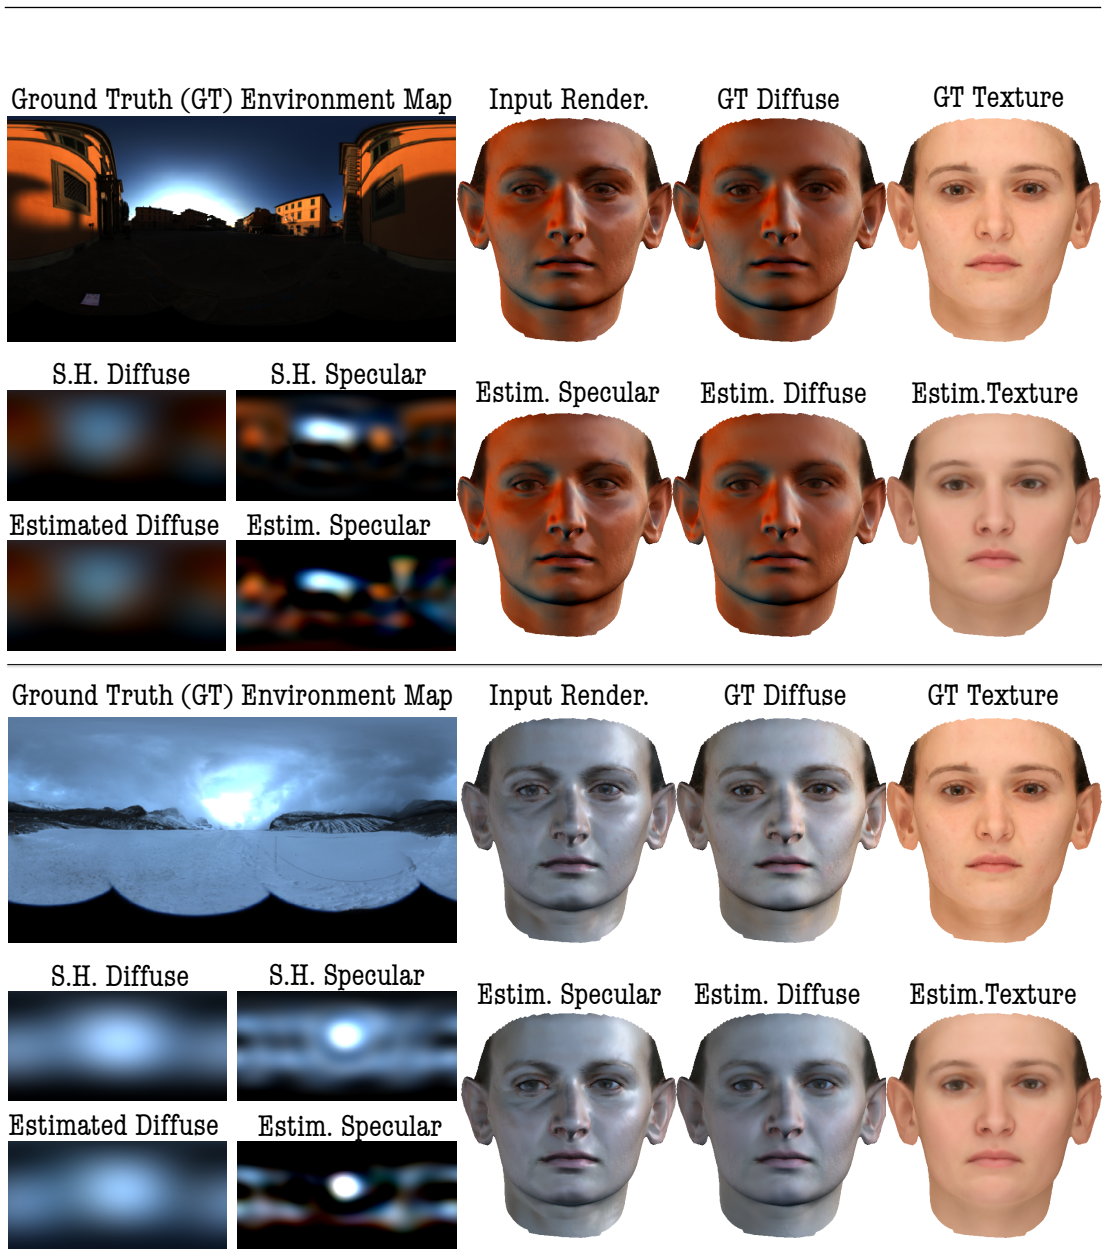 Ground Truth (GT) Environment Map
Input Render.
GT Diffuse
GT Texture
S.H. Diffuse
S.H. Specular
Estim. Specular
Estim. Diffuse
Estim.Texture
Estimated Diffuse
Estim. Specular
Ground Truth (GT) Environment Map
Input Render.
GT Diffuse
GT Texture
S.H. Diffuse
S.H. Specular
Estim. Specular
Estim. Diffuse
Estim.Texture
Estimated Diffuse
Estim. Specular